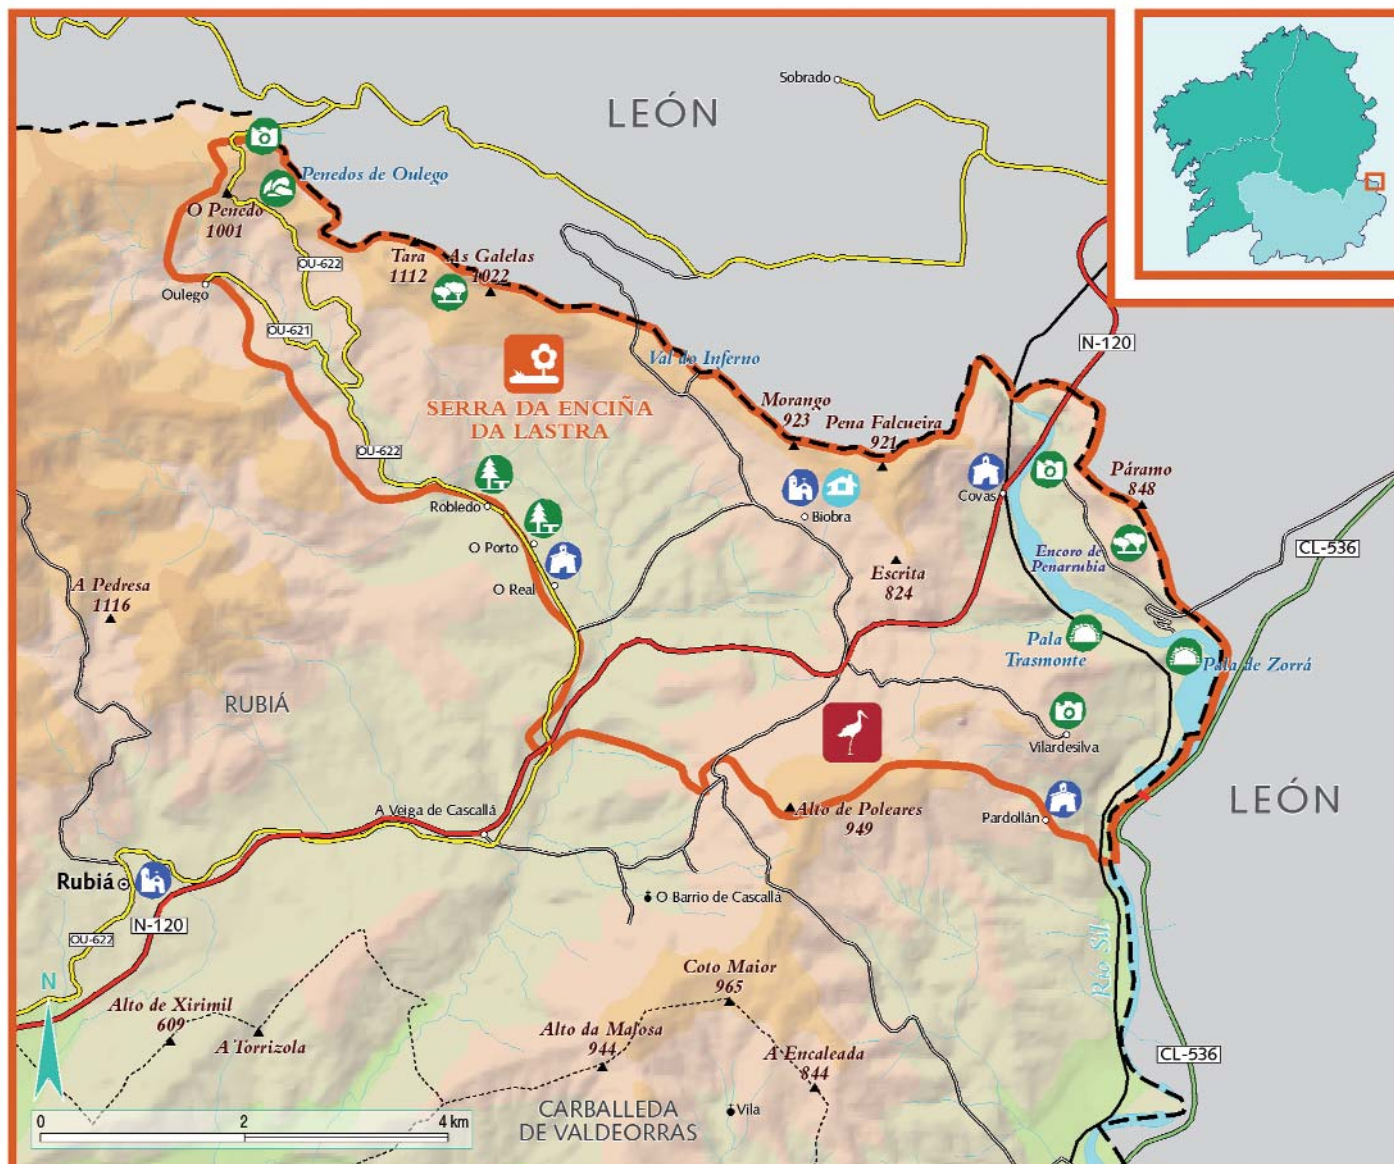 Sobrado
LEÓN
Penedos de Oulego
O Penedo
1001
Tara
1112
As Galelas
1022
OU-622
Oulego
OU-621
N-120
Val do Inferno
SERRA DA ENCIÑA
DA LASTRA
Morango
923
Pena Falcueira
921
OU-622
Páramo
848
Robledo
Covas
Biobra
O Porto
CL-536
Encoro de
Penarrubia
A Pedresa
1116
O Real
Escrita
824
Pala
Trasmonte
Pala de Zorrá
RUBIÁ
Vilardesilva
LEÓN
A Veiga de Cascallá
Alto de Poleares
949
Pardollán
Rubiá
O Barrio de Cascallá
N-120
OU-622
Río Sil
N
Coto Maior
965
Alto de Xirimil
609
A Torrizola
Alto da Mallosa
944
A Encaleada
844
CL-536
CARBALLEDA
DE VALDEORRAS
Vila
0 2 4 km